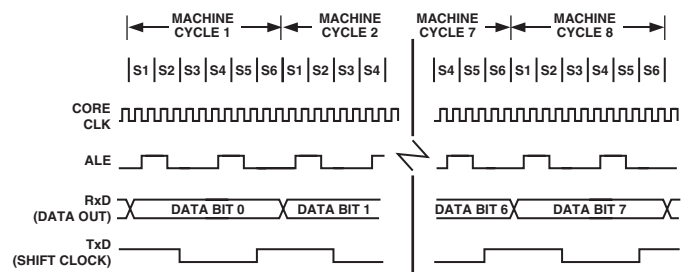 MACHINE CYCLE 1
MACHINE CYCLE 2
MACHINE CYCLE 7
MACHINE CYCLE 8
S1 S2 S3 S4 S5 S6 S1 S2 S3 S4
S4 S5 S6 S1 S2 S3 S4 S5 S6
CORE CLK
ALE
RxD (DATA OUT)
DATA BIT 0
DATA BIT 1
DATA BIT 6
DATA BIT 7
TxD (SHIFT CLOCK)